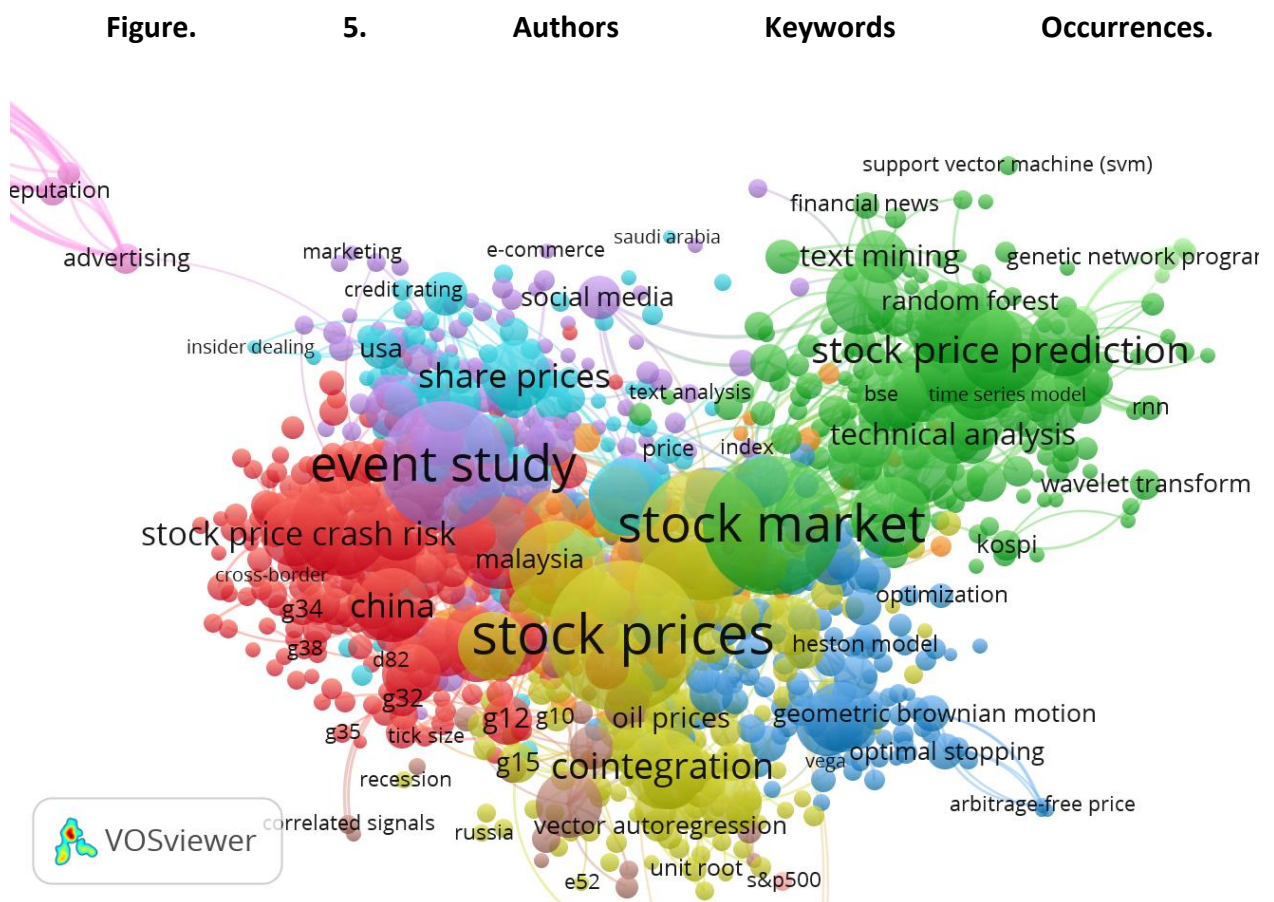 Figure. 5. Authors Keywords Occurrences.
support vector machine (svm)
eputation
financial news
saudi arabia
marketing
e-commerce
advertising
text mining
genetic network prograr
credit rating
social media
random forest
insider dealing
usa
stock price prediction
share prices
text analysis
bse
time series model
rnn
technical analysis
price
index
event study
wavelet transform
stock market
stock price crash risk
kospi
malaysia
cross-border
optimization
g34
china
stock prices
heston model
g38
d82
g32
geometric brownian motion
g12
g10
oil prices
g35
tick size
optimal stopping
g15
cointegration
vega
recession
arbitrage-free price
correlated signals
russia
vector autoregression
VOSviewer
unit root
s&p500
e52